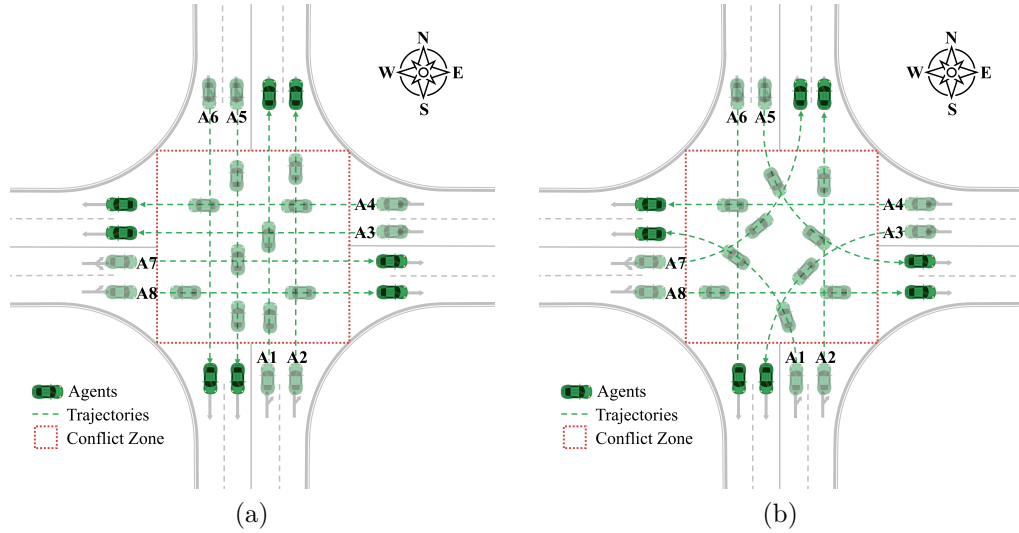 N
W E
S
A6 A5
A4
A3
A7
A8
A1 A2
Agents
Trajectories
Conflict Zone
(a)
N
W E
S
A6 A5
A4
A3
A7
A8
A1 A2
Agents
Trajectories
Conflict Zone
(b)